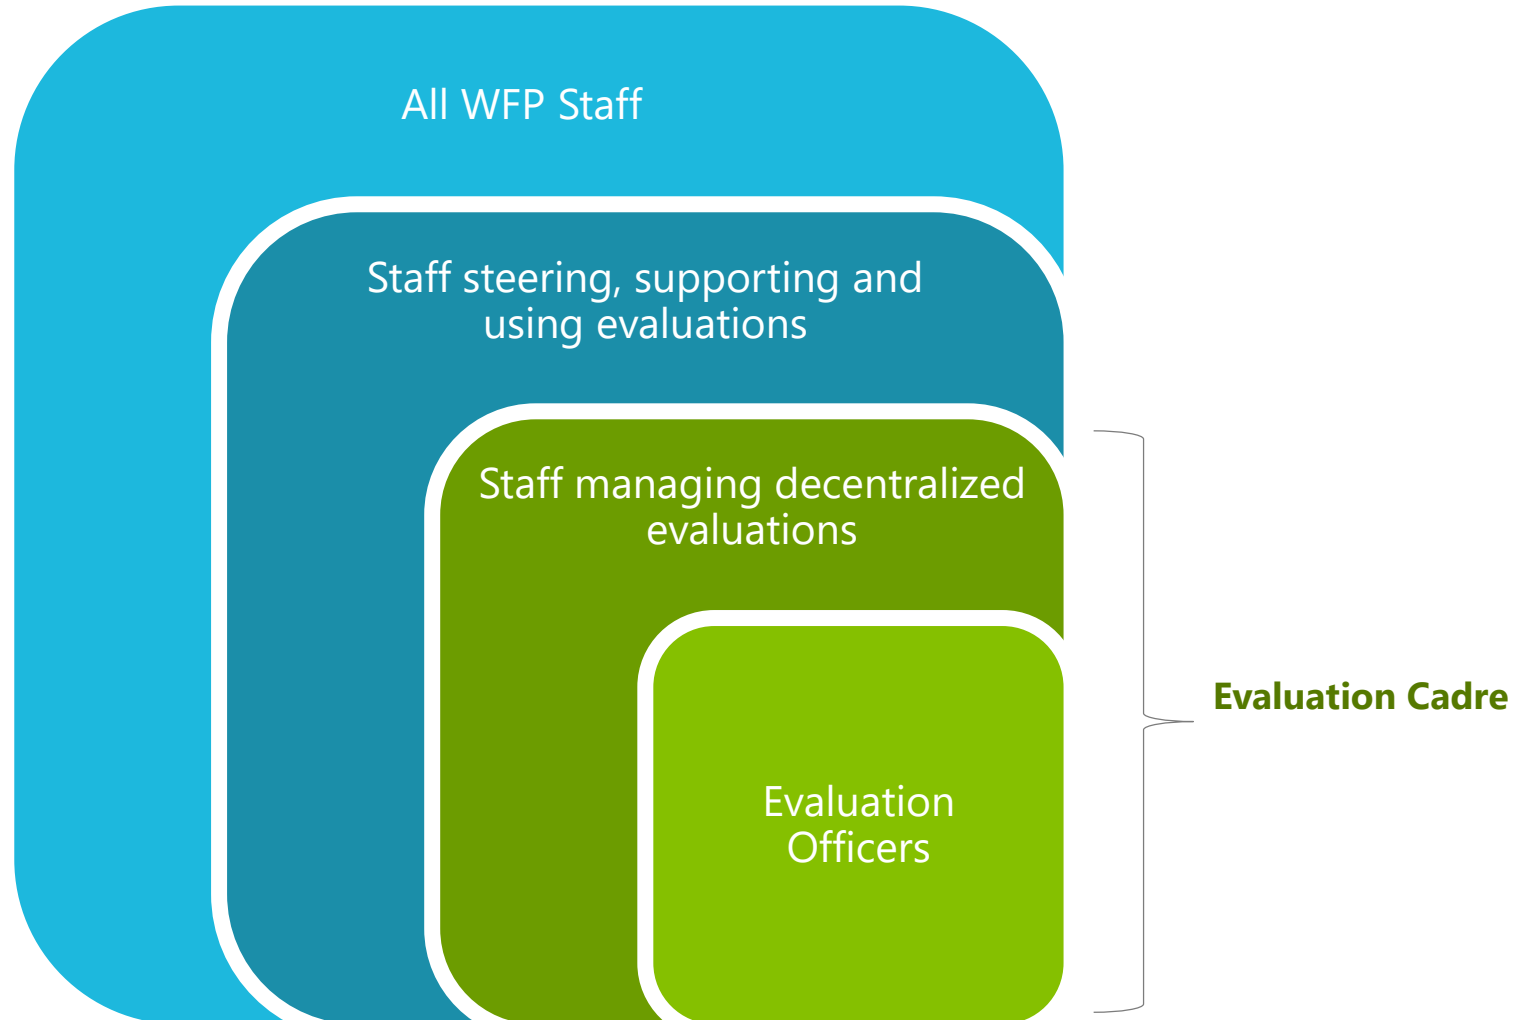 All WFP Staff
Staff steering, supporting and
using evaluations
Staff managing decentralized
evaluations
Evaluation Cadre
Evaluation
Officers